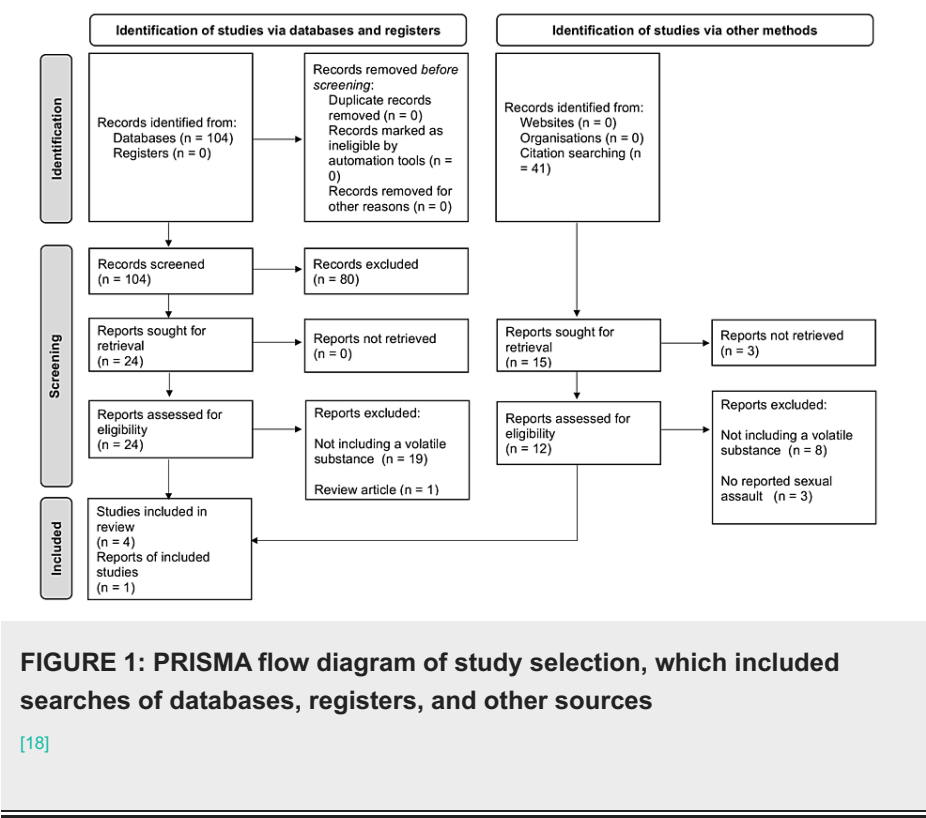 Identification of studies via databases and registers
Identification of studies via other methods
Identification
Records identified from:
Databases (n = 104)
Registers (n = 0)
Records removed before
screening:
Duplicate records
removed (n = 0)
Records marked as
ineligible by
automation tools (n =
0)
Records removed for
other reasons (n = 0)
Records identified from:
Websites (n = 0)
Organisations (n = 0)
Citation searching (n
= 41)
Screening
Records screened
(n = 104)
Records excluded
(n = 80)
Reports sought for
retrieval
(n = 24)
Reports not retrieved
(n = 0)
Reports sought for
retrieval
(n = 15)
Reports not retrieved
(n = 3)
Reports assessed for
eligibility
(n = 24)
Reports excluded:
Not including a volatile
substance (n = 19)
Review article (n = 1)
Reports assessed for
eligibility
(n = 12)
Reports excluded:
Not including a volatile
substance (n = 8)
No reported sexual
assault (n = 3)
Included
Studies included in
review
(n = 4)
Reports of included
studies
(n = 1)
FIGURE 1: PRISMA flow diagram of study selection, which included
searches of databases, registers, and other sources
[18]